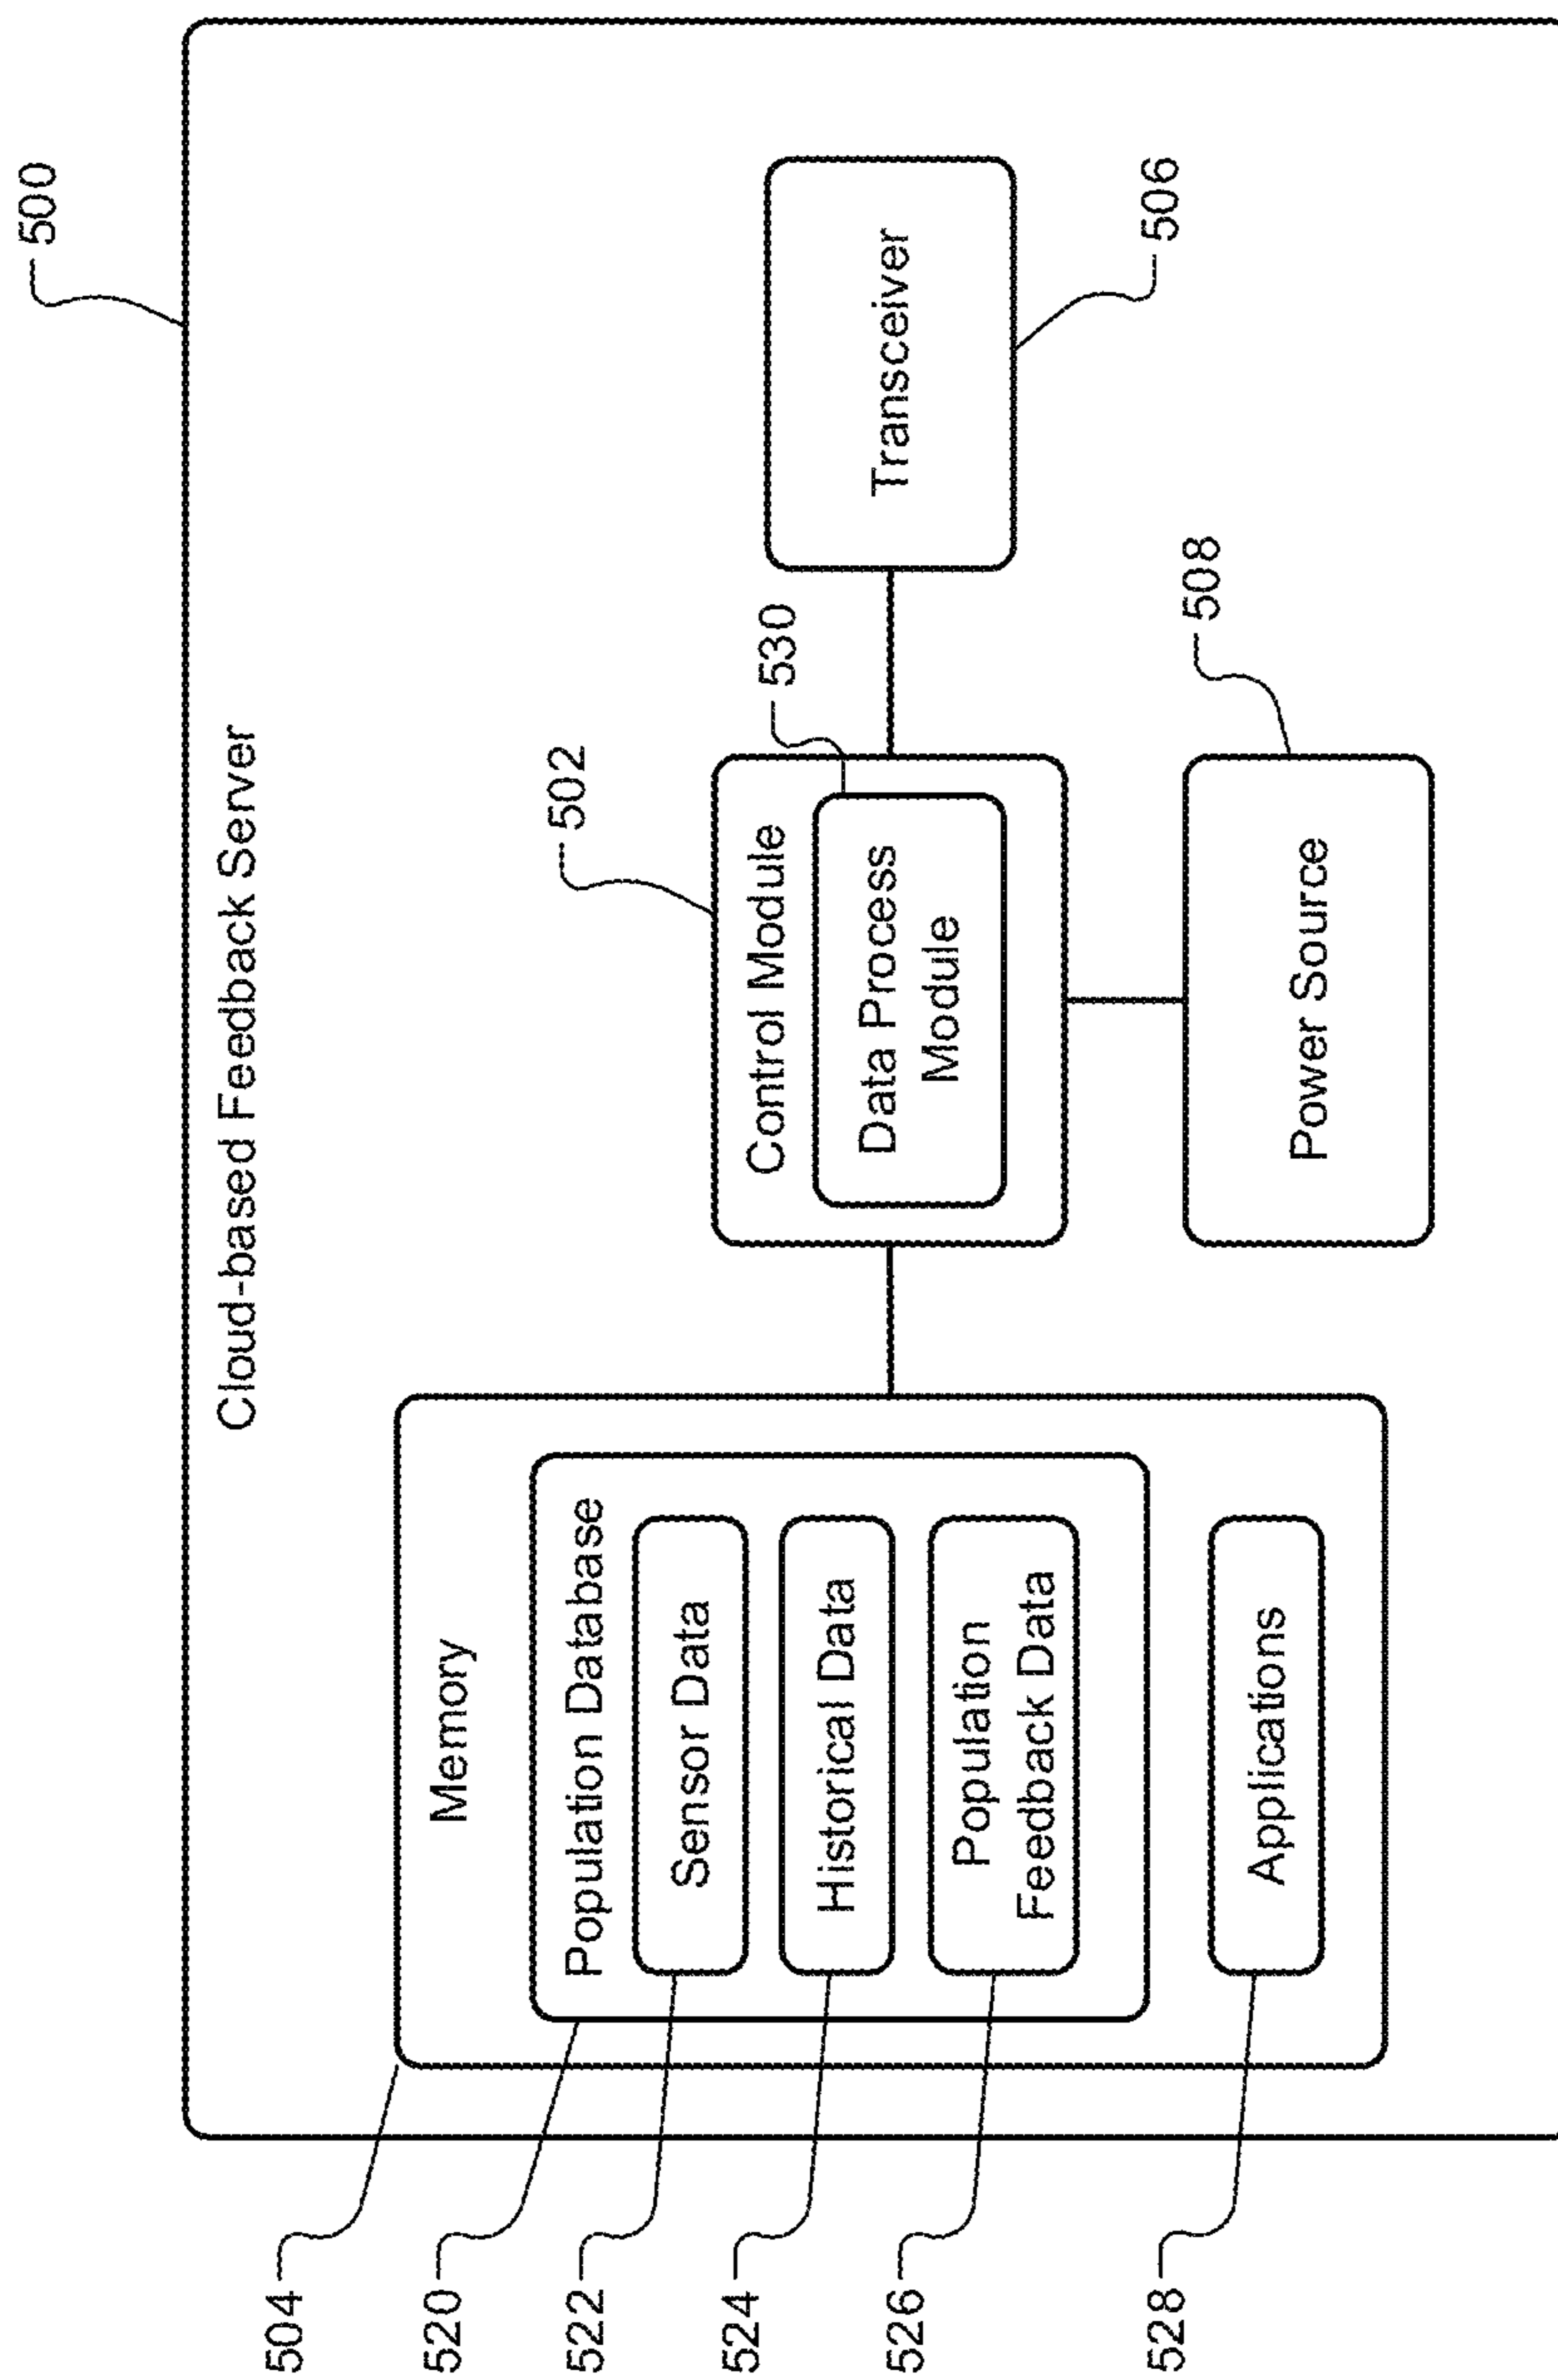 500
Cloud-based Feedback Server
504
Memory
520
Population Database
522
Sensor Data
524
Historical Data
526
Population
Feedback Data
528
Applications
502
Control Module
530
Data Process
Module
Transceiver
506
508
Power Source